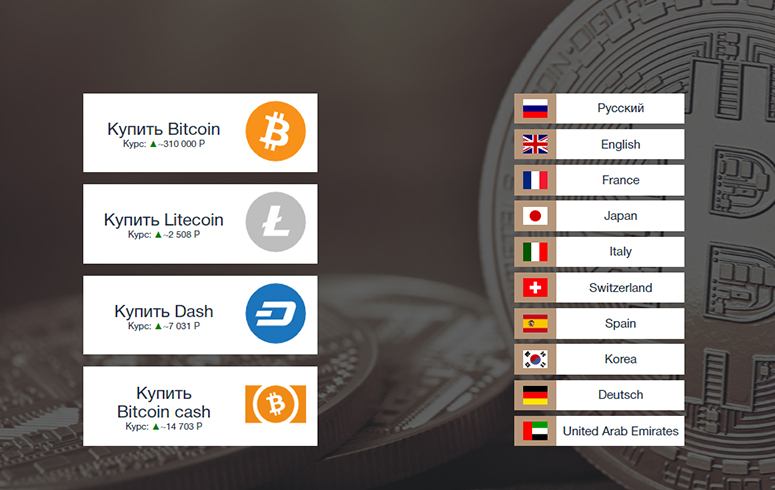 Купить Bitcoin
Курс: ▲~310 000 Р
Купить Litecoin
Курс: ▲~2 508 Р
Купить Dash
Курс: ▲~7 031 Р
Купить
Bitcoin cash
Курс: ▲~14 703 Р
Русский
English
France
Japan
Italy
Switzerland
Spain
Korea
Deutsch
United Arab Emirates